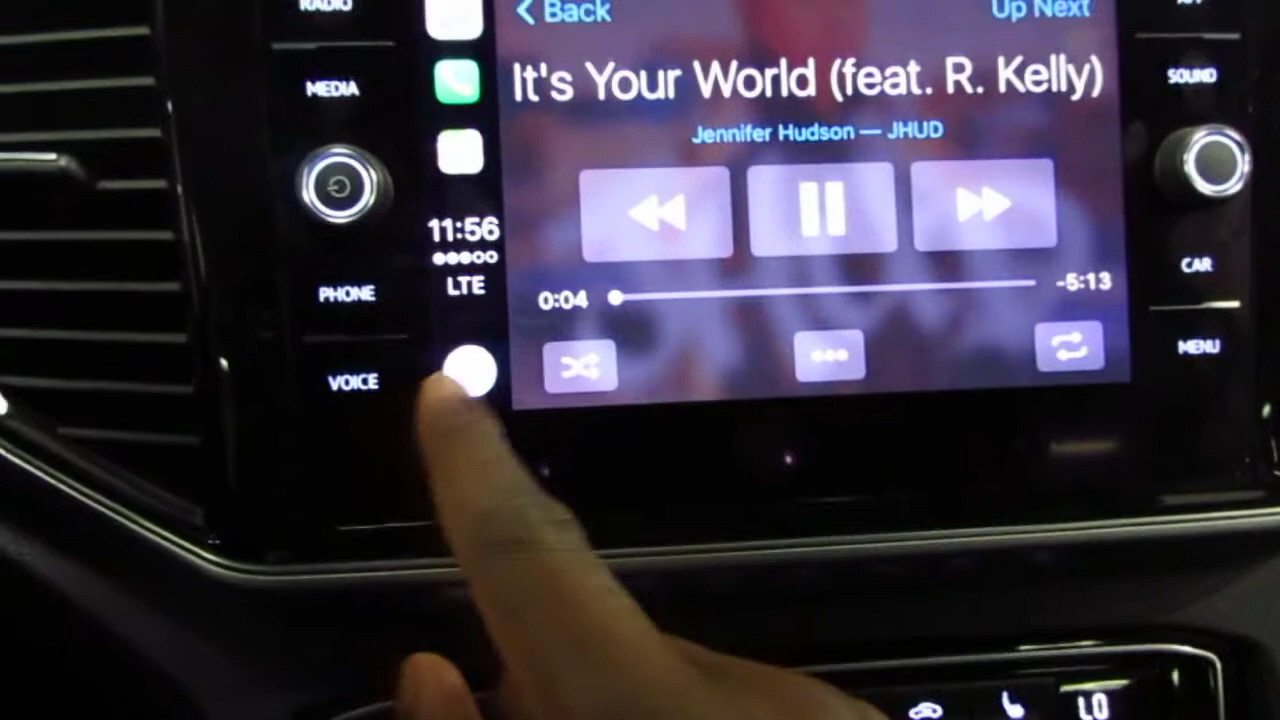 RADIO
Back
Up Next
MEDIA
It's Your World (feat. R. Kelly)
SOUND
Jennifer Hudson — JHUD
11:56
LTE
PHONE
0:04
-5:13
CAR
VOICE
MENU
LO